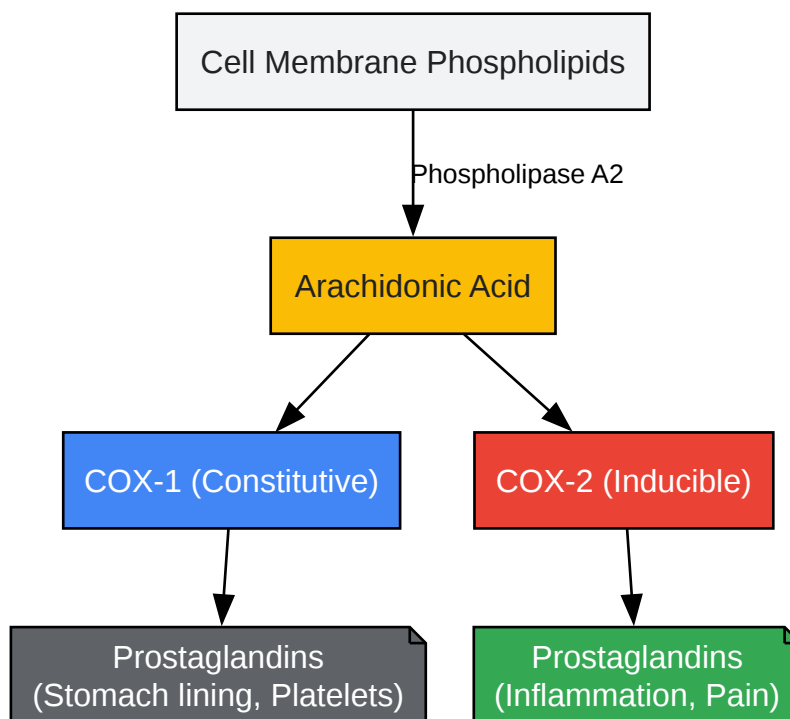 Cell Membrane Phospholipids
Phospholipase A2
Arachidonic Acid
COX-1 (Constitutive)
COX-2 (Inducible)
Prostaglandins
(Stomach lining, Platelets)
Prostaglandins
(Inflammation, Pain)